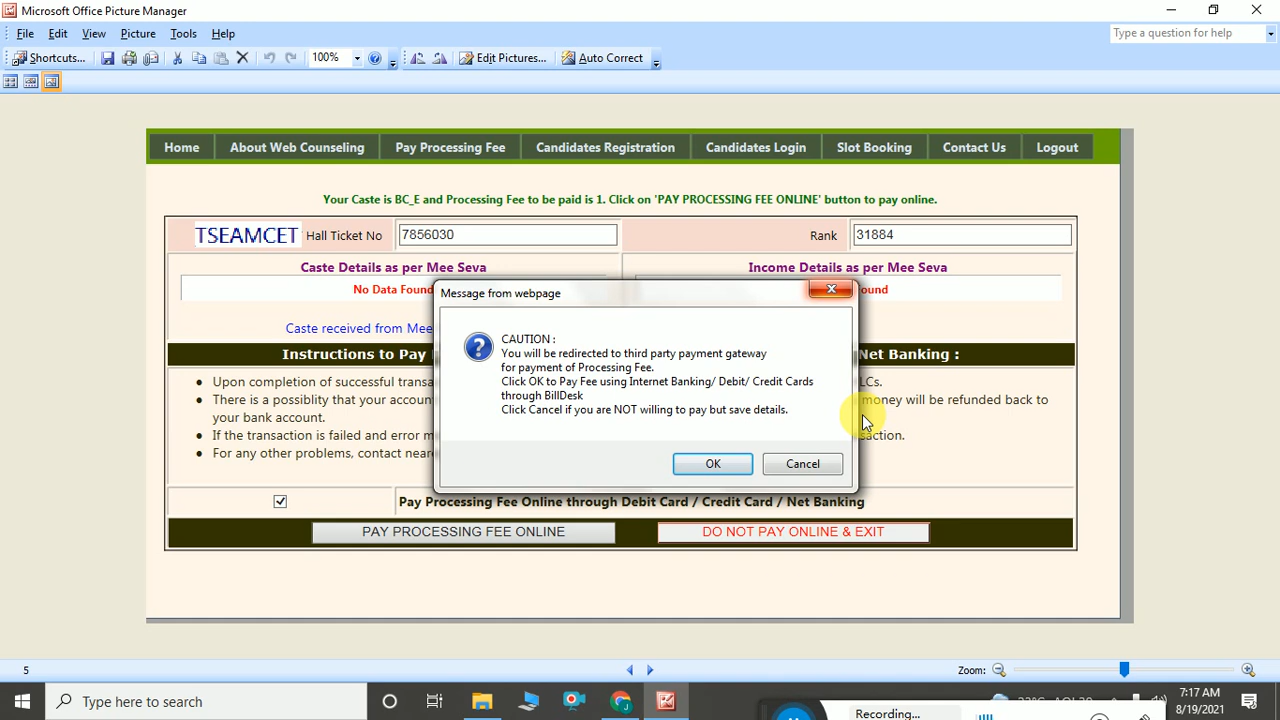 Microsoft Office Picture Manager
File Edit View Picture Tools Help
Type a question for help
Shortcuts... 100% Edit Pictures... Auto Correct
Home About Web Counseling Pay Processing Fee Candidates Registration Candidates Login Slot Booking Contact Us Logout
Your Caste is BC_E and Processing Fee to be paid is 1. Click on 'PAY PROCESSING FEE ONLINE' button to pay online.
TSEAMCET Hall Ticket No 7856030 Rank 31884
Caste Details as per Mee Seva Income Details as per Mee Seva
No Data Found
Caste received from Mee
Message from webpage
CAUTION :
You will be redirected to third party payment gateway
for payment of Processing Fee.
Click OK to Pay Fee using Internet Banking/ Debit/ Credit Cards
through BillDesk
Click Cancel if you are NOT willing to pay but save details.
OK Cancel
Instructions to Pay Net Banking :
Upon completion of successful transa
There is a possiblity that your accoun money will be refunded back to
your bank account.
If the transaction is failed and error m
For any other problems, contact near
Pay Processing Fee Online through Debit Card / Credit Card / Net Banking
PAY PROCESSING FEE ONLINE DO NOT PAY ONLINE & EXIT
5 Zoom:
Type here to search
Recording...
7:17 AM
8/19/2021